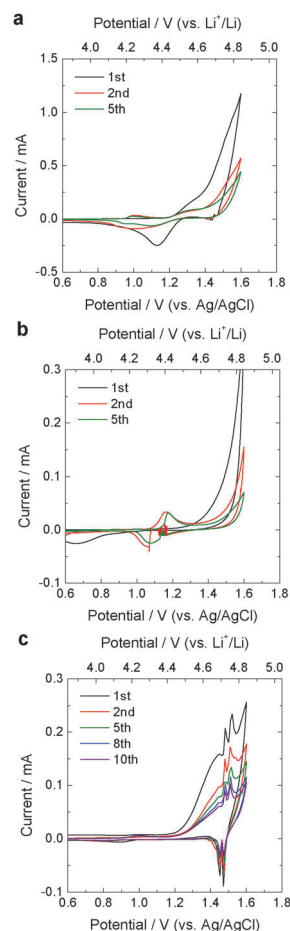 a
Potential / V (vs. Li⁺/Li)
4.0 4.2 4.4 4.6 4.8 5.0
1.5
1st
2nd
5th
1.0
0.5
0.0
-0.5
Current / mA
0.6 0.8 1.0 1.2 1.4 1.6 1.8
Potential / V (vs. Ag/AgCl)
b
Potential / V (vs. Li⁺/Li)
4.0 4.2 4.4 4.6 4.8 5.0
0.3
1st
2nd
5th
0.2
0.1
0.0
-0.1
Current / mA
0.6 0.8 1.0 1.2 1.4 1.6 1.8
Potential / V (vs. Ag/AgCl)
c
Potential / V (vs. Li⁺/Li)
4.0 4.2 4.4 4.6 4.8 5.0
0.3
1st
2nd
5th
8th
10th
0.2
0.1
0.0
-0.1
Current / mA
0.6 0.8 1.0 1.2 1.4 1.6 1.8
Potential / V (vs. Ag/AgCl)